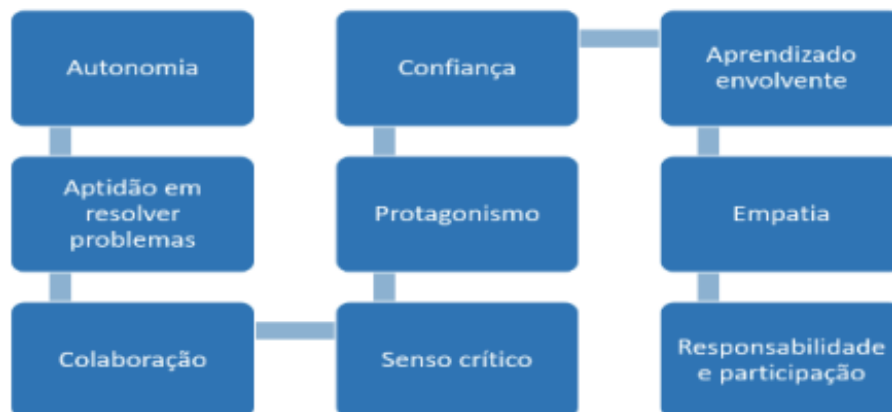 Autonomia
Aptidão em
resolver
problemas
Colaboração
Senso crítico
Protagonismo
Confiança
Aprendizado
envolvente
Empatia
Responsabilidade
e participação